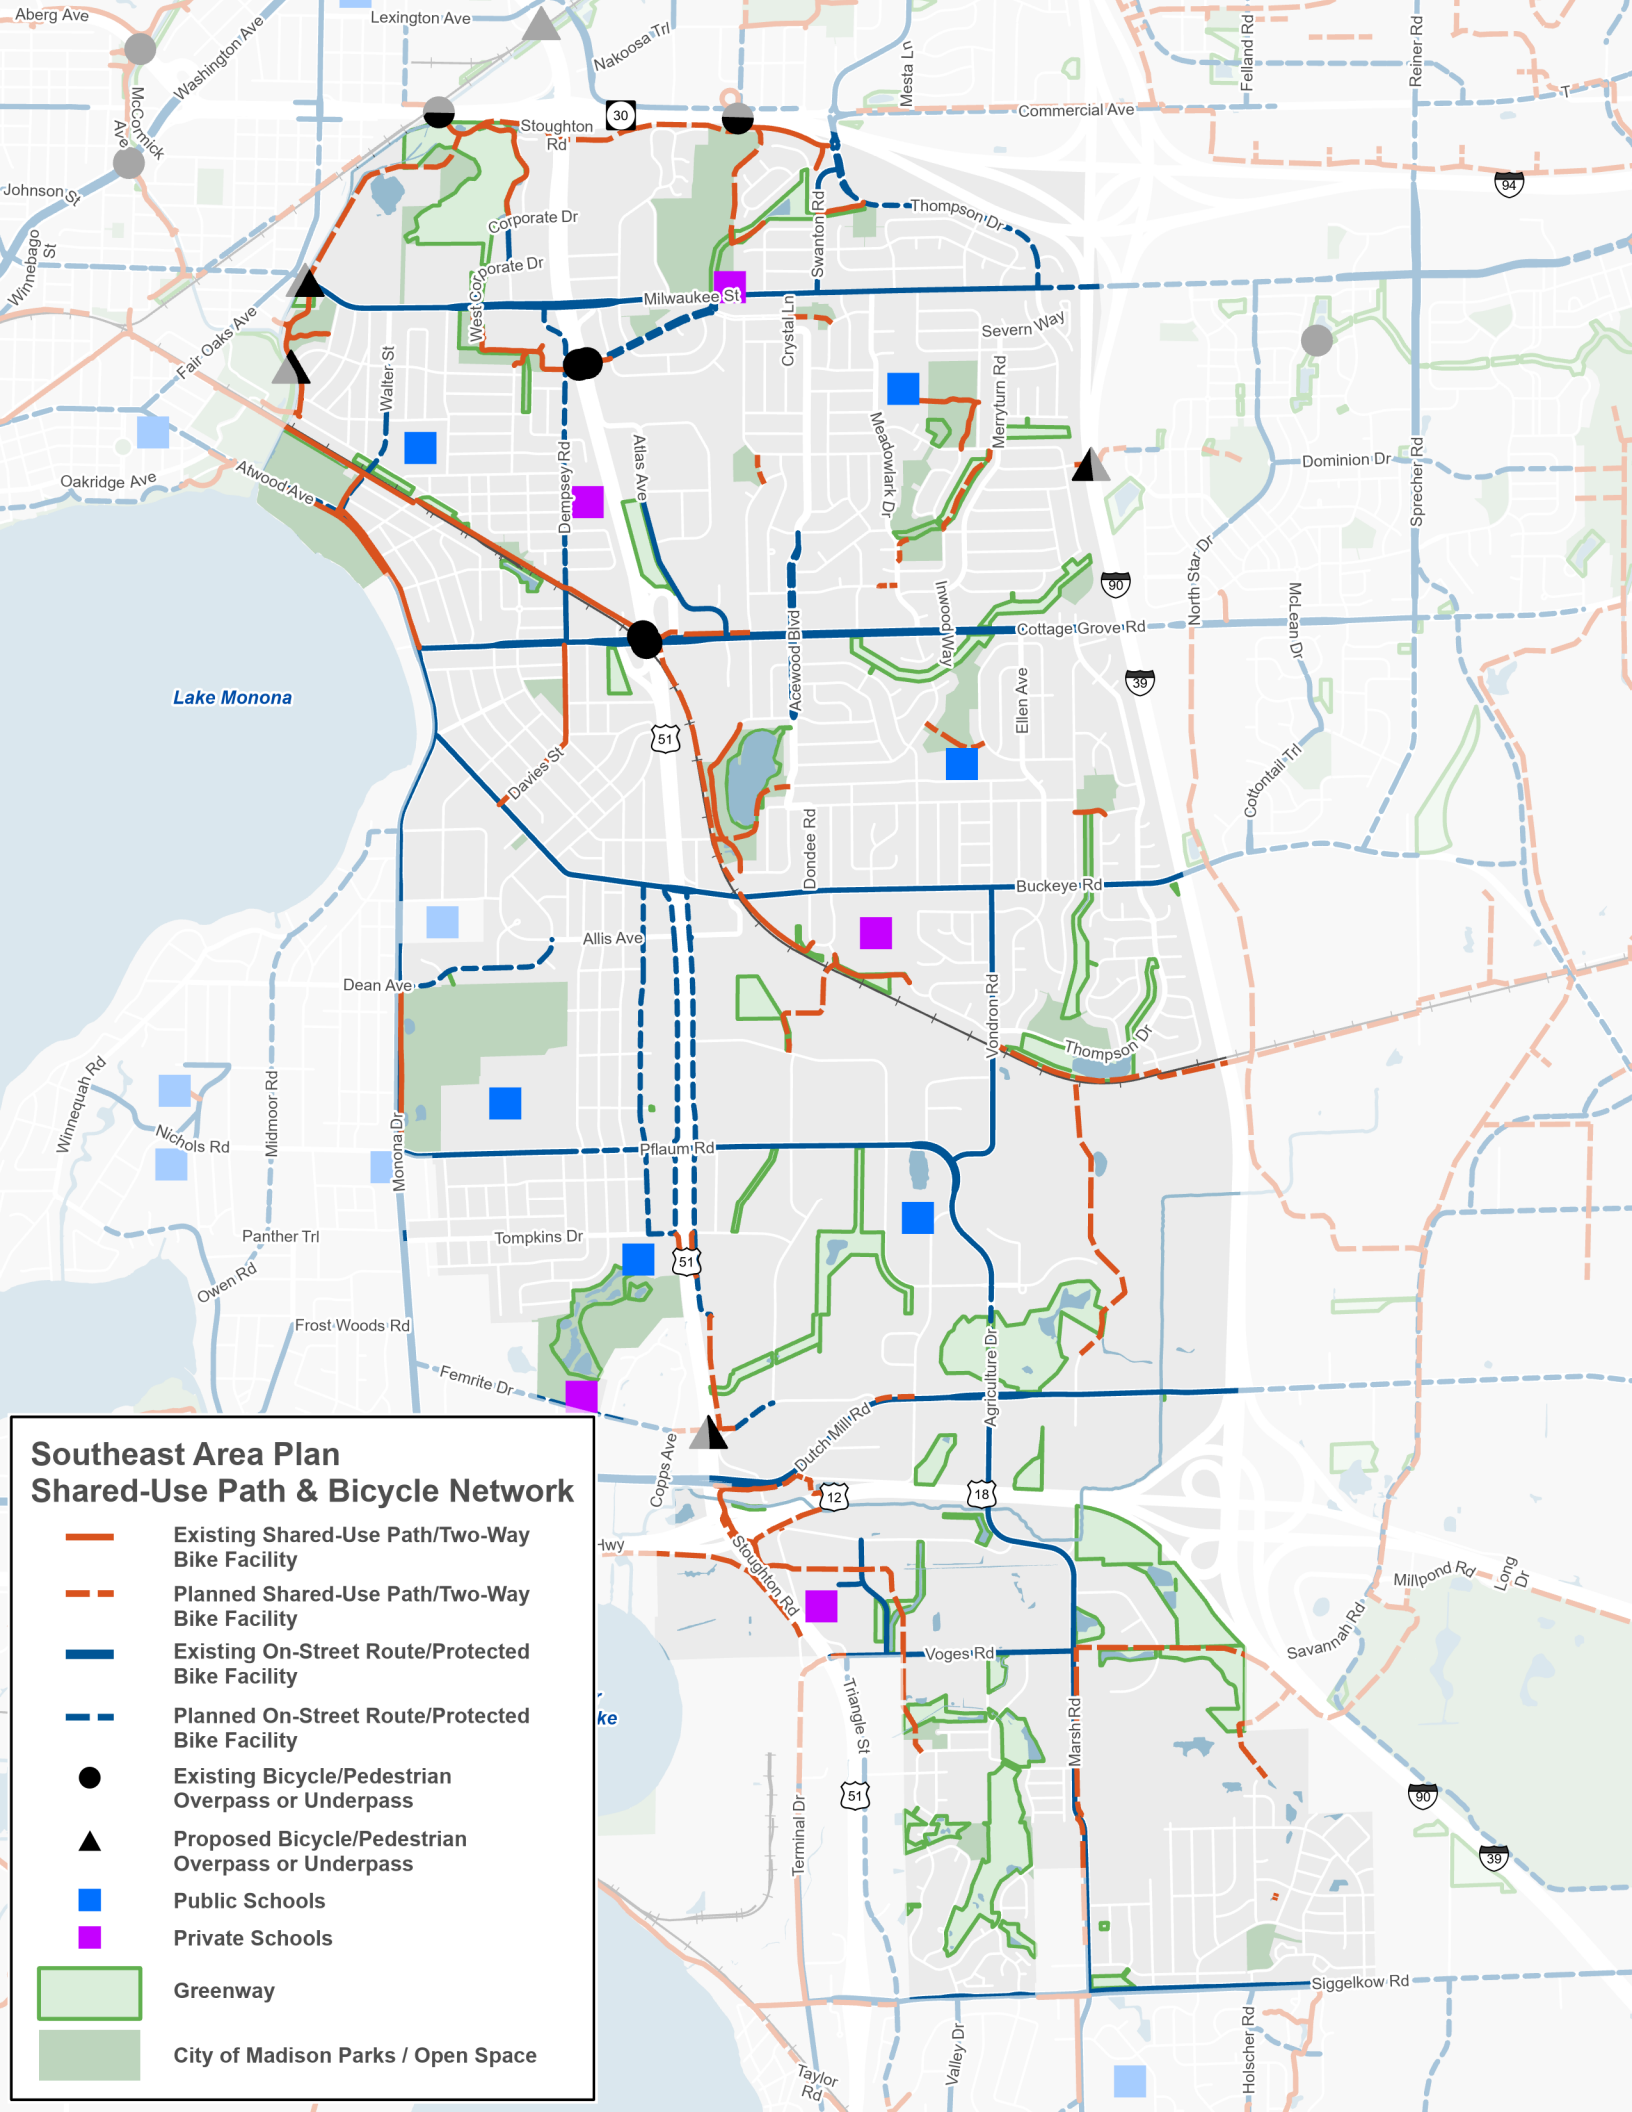 Aberg Ave
Lexington Ave
Washington Ave
Nakoosa Trl
Mesta Ln
Felland Rd
Reiner Rd
McCormick
Ave
30
Stoughton
Rd
Commercial Ave
T
94
Johnson St
Winnebago
St
Corporate Dr
Thompson Dr
Swanton Rd
West Corporate Dr
Milwaukee St
Fair Oaks Ave
Crystal Ln
Severn Way
Walter St
Merryturn Rd
Meadowlark Dr
Atlas Ave
Dempsey Rd
Dominion Dr
Sprecher Rd
Oakridge Ave
Atwood Ave
North Star Dr
90
Inwood Way
McLean Dr
Acewood Blvd
Cottage Grove Rd
Lake Monona
Ellen Ave
39
51
Davies St
Cottontail Trl
Dondee Rd
Buckeye Rd
Allis Ave
Dean Ave
Vondron Rd
Thompson Dr
Winnequah Rd
Midmoor Rd
Nichols Rd
Monona Dr
Pflaum Rd
Panther Trl
Tompkins Dr
51
Owen Rd
Frost Woods Rd
Agriculture Dr
Femrite Dr
Dutch Mill Rd
Copps Ave
12
18
Hwy
Stoughton Rd
Millpond Rd
Long
Dr
Savannah Rd
Voges Rd
Triangle St
Marsh Rd
ke
51
90
Terminal Dr
39
Siggelkow Rd
Valley Dr
Holscher Rd
Taylor
Rd
Southeast Area Plan
Shared-Use Path & Bicycle Network
Existing Shared-Use Path/Two-Way
Bike Facility
Planned Shared-Use Path/Two-Way
Bike Facility
Existing On-Street Route/Protected
Bike Facility
Planned On-Street Route/Protected
Bike Facility
Existing Bicycle/Pedestrian
Overpass or Underpass
Proposed Bicycle/Pedestrian
Overpass or Underpass
Public Schools
Private Schools
Greenway
City of Madison Parks / Open Space